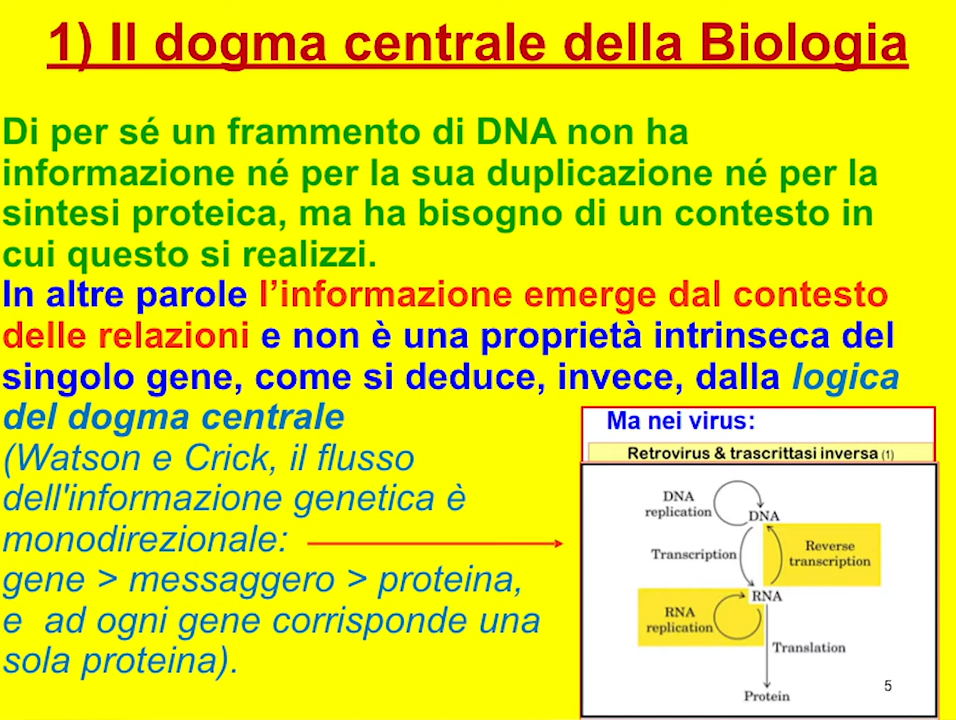 1) Il dogma centrale della Biologia
Di per sé un frammento di DNA non ha
informazione né per la sua duplicazione né per la
sintesi proteica, ma ha bisogno di un contesto in
cui questo si realizzi.
In altre parole l’informazione emerge dal contesto
delle relazioni e non è una proprietà intrinseca del
singolo gene, come si deduce, invece, dalla logica
del dogma centrale
(Watson e Crick, il flusso
dell'informazione genetica è
monodirezionale:
gene > messaggero > proteina,
e ad ogni gene corrisponde una
sola proteina).
Ma nei virus:
Retrovirus & trascrittasi inversa (1)
DNA
replication
DNA
Transcription
Reverse
transcription
RNA
RNA
replication
Translation
Protein
5